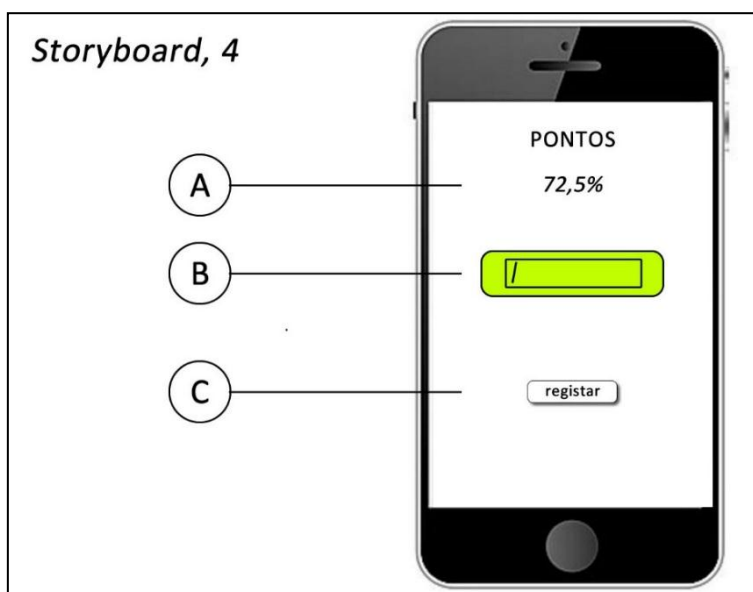 Storyboard, 4
PONTOS
A
72,5%
B
/
C
registar